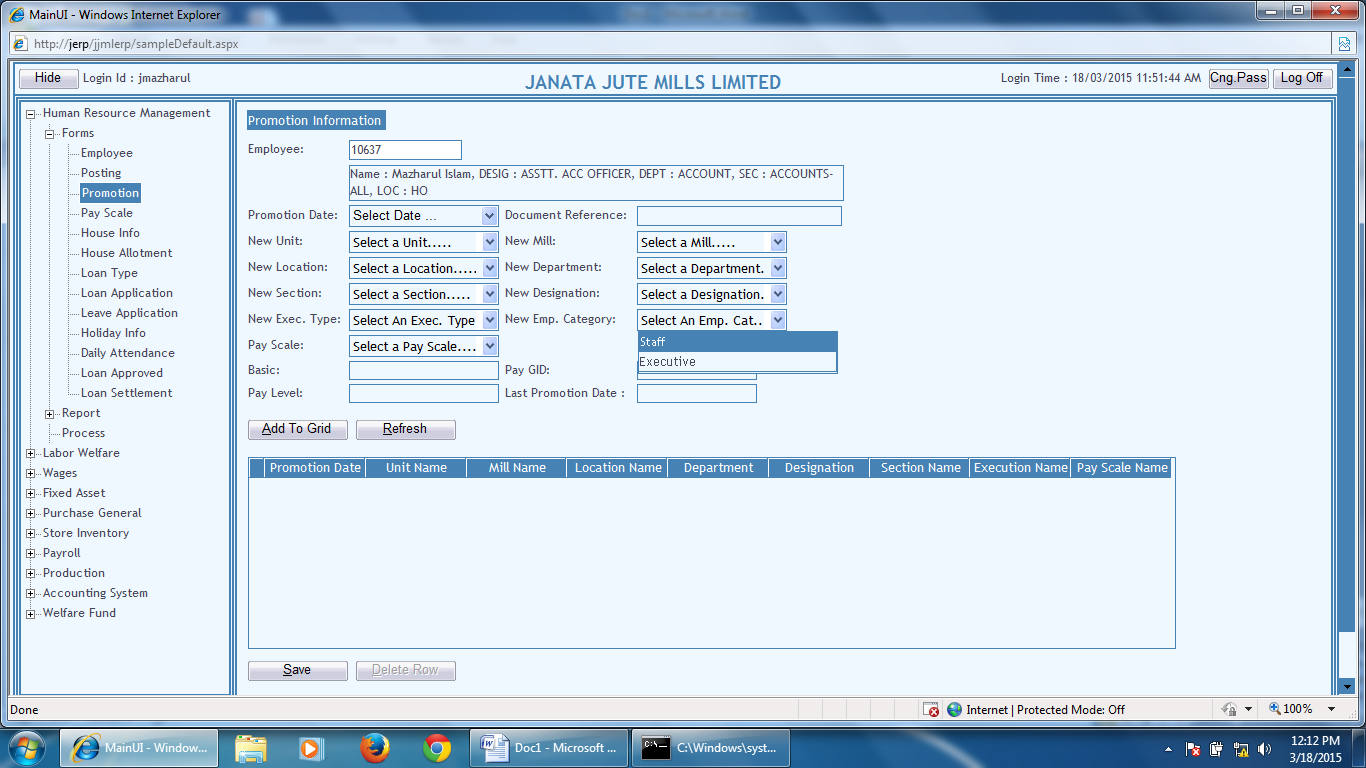 MainUI - Windows Internet Explorer
http://jerp/jjmlerp/sampleDefault.aspx
Hide Login Id : jmazharul JANATA JUTE MILLS LIMITED Login Time : 18/03/2015 11:51:44 AM Cng.Pass Log Off
Human Resource Management
Forms
Employee
Posting
Promotion
Pay Scale
House Info
House Allotment
Loan Type
Loan Application
Leave Application
Holiday Info
Daily Attendance
Loan Approved
Loan Settlement
Report
Process
Labor Welfare
Wages
Fixed Asset
Purchase General
Store Inventory
Payroll
Production
Accounting System
Welfare Fund
Promotion Information
Employee: 10637
Name : Mazharul Islam, DESIG : ASSTT. ACC OFFICER, DEPT : ACCOUNT, SEC : ACCOUNTS-
ALL, LOC : HO
Promotion Date: Select Date ... Document Reference:
New Unit: Select a Unit..... New Mill: Select a Mill.....
New Location: Select a Location..... New Department: Select a Department.
New Section: Select a Section..... New Designation: Select a Designation.
New Exec. Type: Select An Exec. Type New Emp. Category: Select An Emp. Cat..
Staff
Pay Scale: Select a Pay Scale....
Executive
Basic: Pay GID:
Pay Level: Last Promotion Date :
Add To Grid Refresh
Promotion Date Unit Name Mill Name Location Name Department Designation Section Name Execution Name Pay Scale Name
Save Delete Row
Done Internet | Protected Mode: Off 100%
MainUI - Window... Doc1 - Microsoft ... C:\Windows\syst... 12:12 PM
3/18/2015